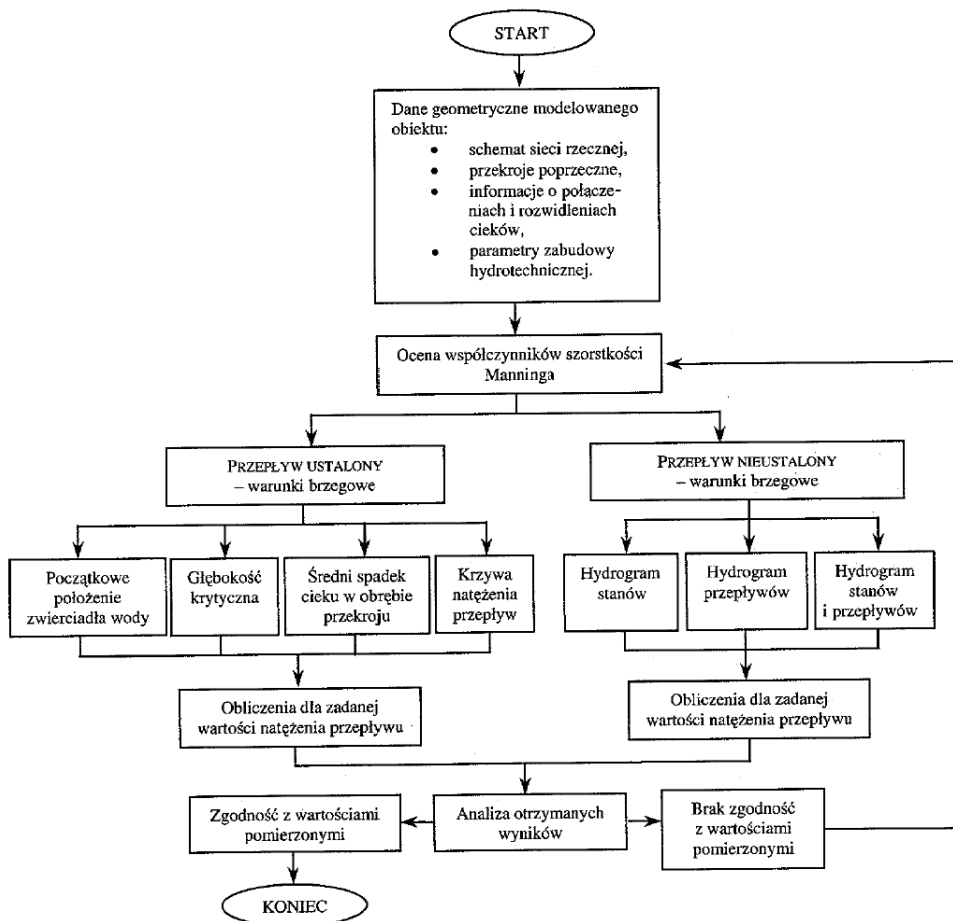 START
Dane geometryczne modelowanego
obiektu:
• schemat sieci rzecznej,
• przekroje poprzeczne,
• informacje o połącze-
niach i rozwidleniach
cieków,
• parametry zabudowy
hydrotechnicznej.
Ocena współczynników szorstkości
Manninga
PRZEPŁYW USTALONY
– warunki brzegowe
PRZEPŁYW NIEUSTALONY
– warunki brzegowe
Początkowe
położenie
zwierciadła wody
Głębokość
krytyczna
Średni spadek
cieku w obrębie
przekroju
Krzywa
natężenia
przepływ
Hydrogram
stanów
Hydrogram
przepływów
Hydrogram
stanów
i przepływów
Obliczenia dla zadanej
wartości natężenia przepływu
Obliczenia dla zadanej
wartości natężenia przepływu
Zgodność z wartościami
pomierzonymi
Analiza otrzymanych
wyników
Brak zgodność
z wartościami
pomierzonymi
KONIEC